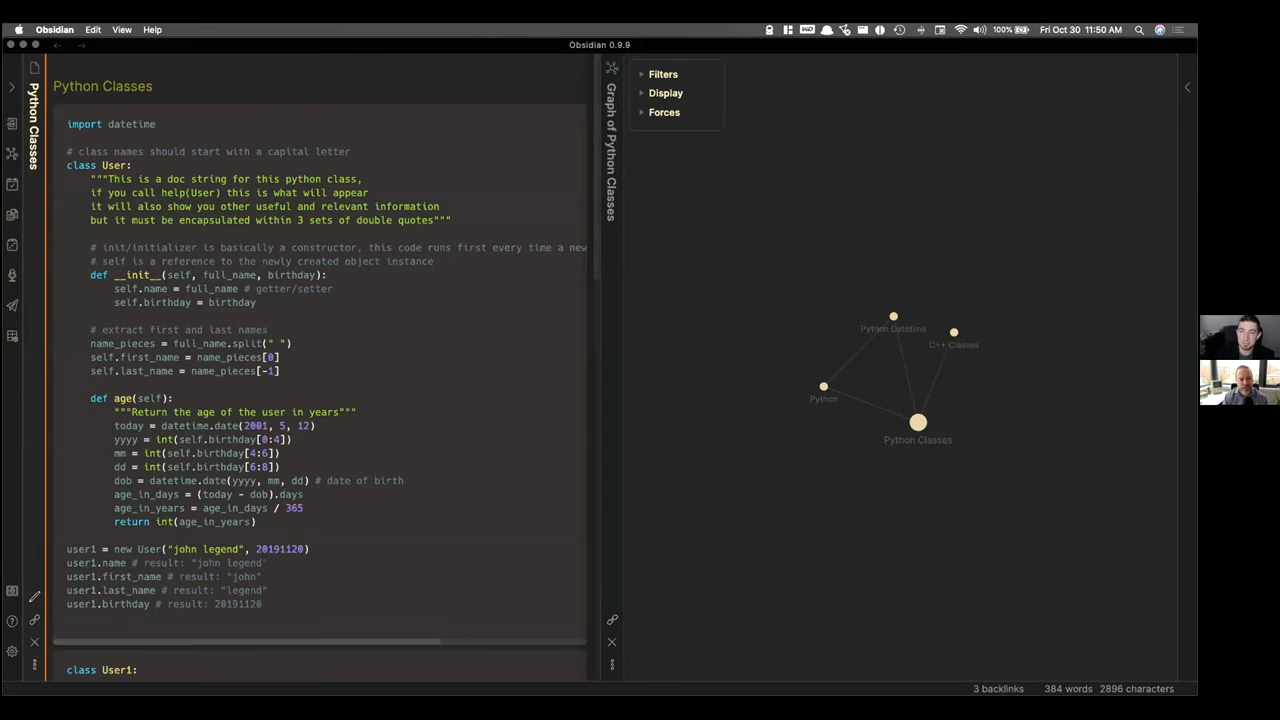 Obsidian Edit View Help
100% Fri Oct 30 11:50 AM
Obsidian 0.9.9
Python Classes
Python Classes
import datetime
# class names should start with a capital letter
class User:
"""This is a doc string for this python class,
if you call help(User) this is what will appear
it will also show you other useful and relevant information
but it must be encapsulated within 3 sets of double quotes"""
# init/initializer is basically a constructor, this code runs first every time a new
# self is a reference to the newly created object instance
def __init__(self, full_name, birthday):
self.name = full_name # getter/setter
self.birthday = birthday
# extract first and last names
name_pieces = full_name.split(" ")
self.first_name = name_pieces[0]
self.last_name = name_pieces[-1]
def age(self):
"""Return the age of the user in years"""
today = datetime.date(2001, 5, 12)
yyyy = int(self.birthday[0:4])
mm = int(self.birthday[4:6])
dd = int(self.birthday[6:8])
dob = datetime.date(yyyy, mm, dd) # date of birth
age_in_days = (today - dob).days
age_in_years = age_in_days / 365
return int(age_in_years)
user1 = new User("john legend", 20191120)
user1.name # result: "john legend"
user1.first_name # result: "john"
user1.last_name # result: "legend"
user1.birthday # result: 20191120
class User1:
Graph of Python Classes
Filters
Display
Forces
Python Datetime
C++ Classes
Python
Python Classes
3 backlinks 384 words 2896 characters